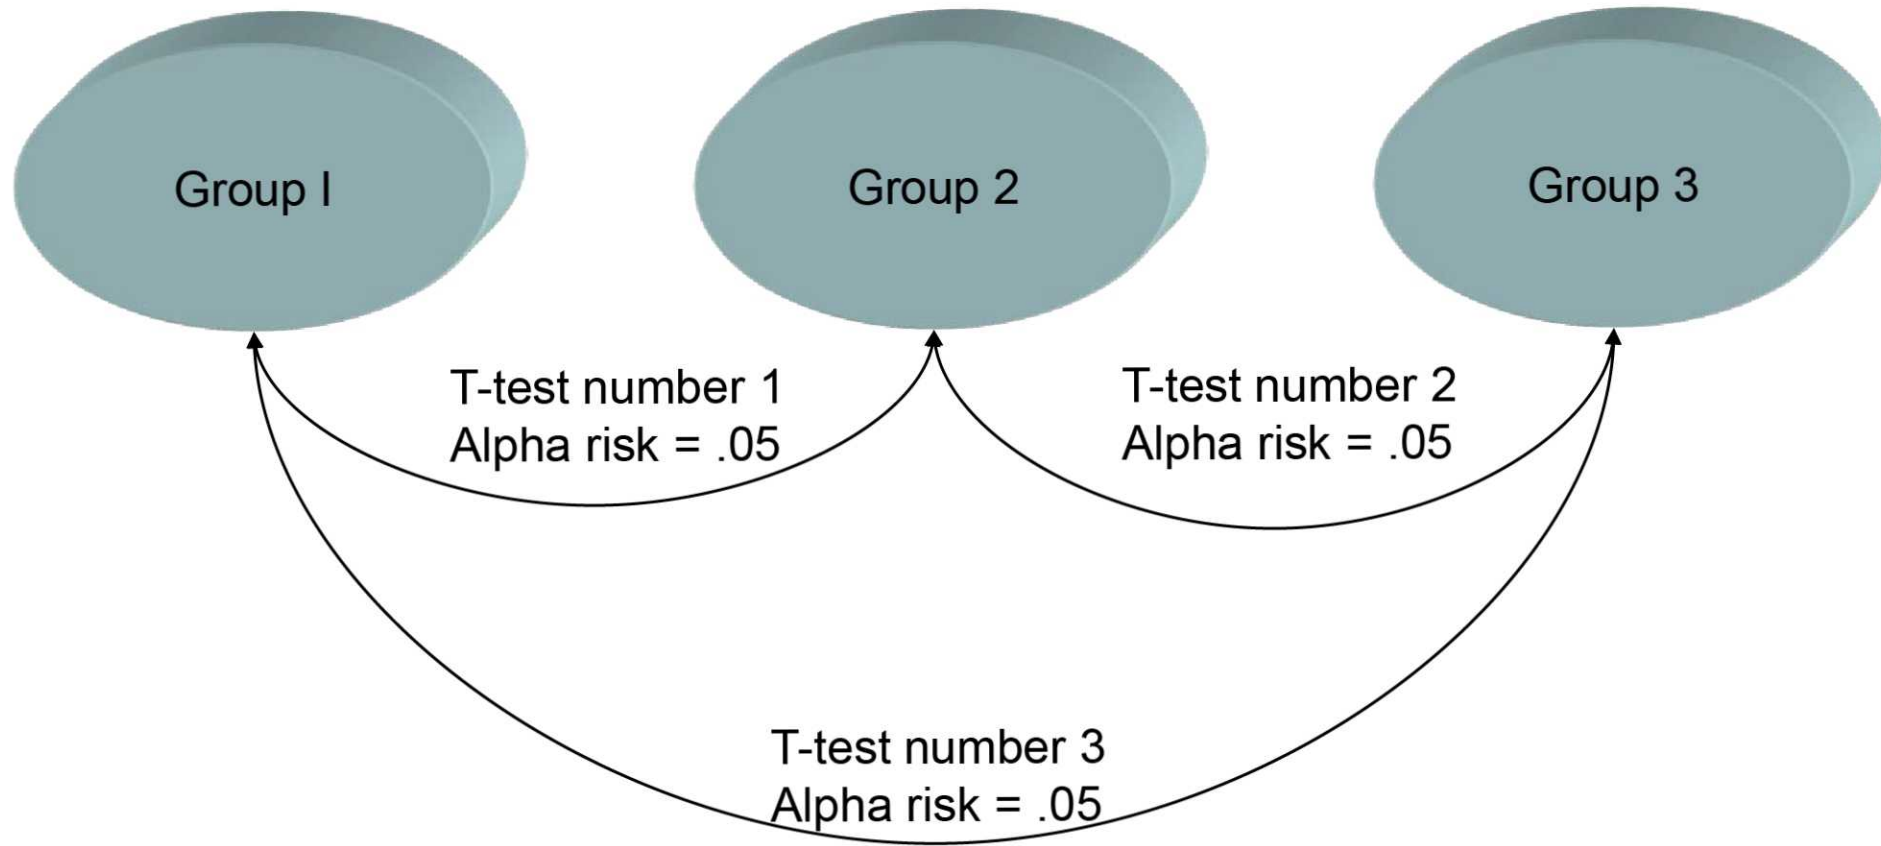 Group I
Group 2
Group 3
T-test number 1
Alpha risk = .05
T-test number 2
Alpha risk = .05
T-test number 3
Alpha risk = .05